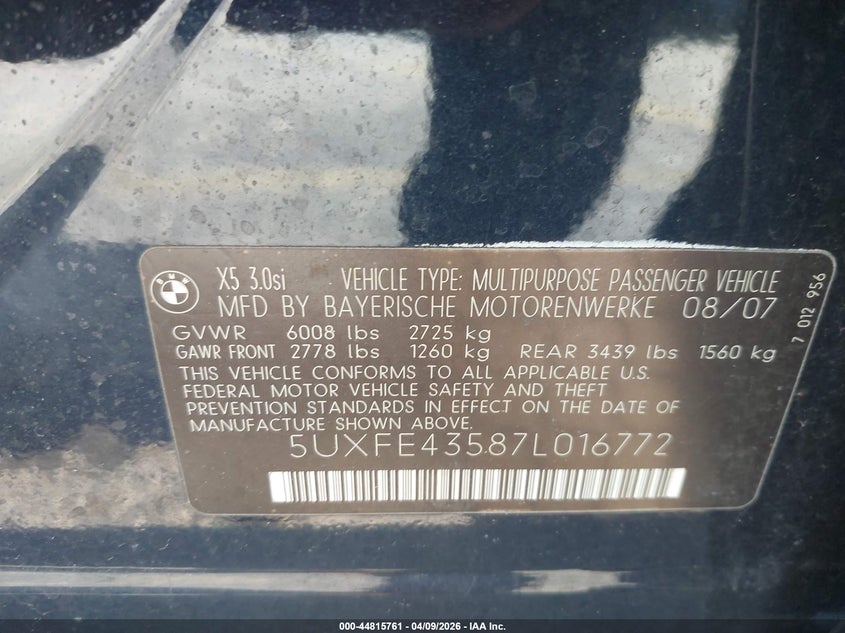 BMW
X5 3.0si VEHICLE TYPE: MULTIPURPOSE PASSENGER VEHICLE
MFD BY BAYERISCHE MOTORENWERKE 08/07
GVWR 6008 lbs 2725 kg
GAWR FRONT 2778 lbs 1260 kg REAR 3439 lbs 1560 kg
THIS VEHICLE CONFORMS TO ALL APPLICABLE U.S.
FEDERAL MOTOR VEHICLE SAFETY AND THEFT
PREVENTION STANDARDS IN EFFECT ON THE DATE OF
MANUFACTURE SHOWN ABOVE.
5UXFE43587L016772
7 012 956
000-44815761 - 04/09/2026 - IAA Inc.